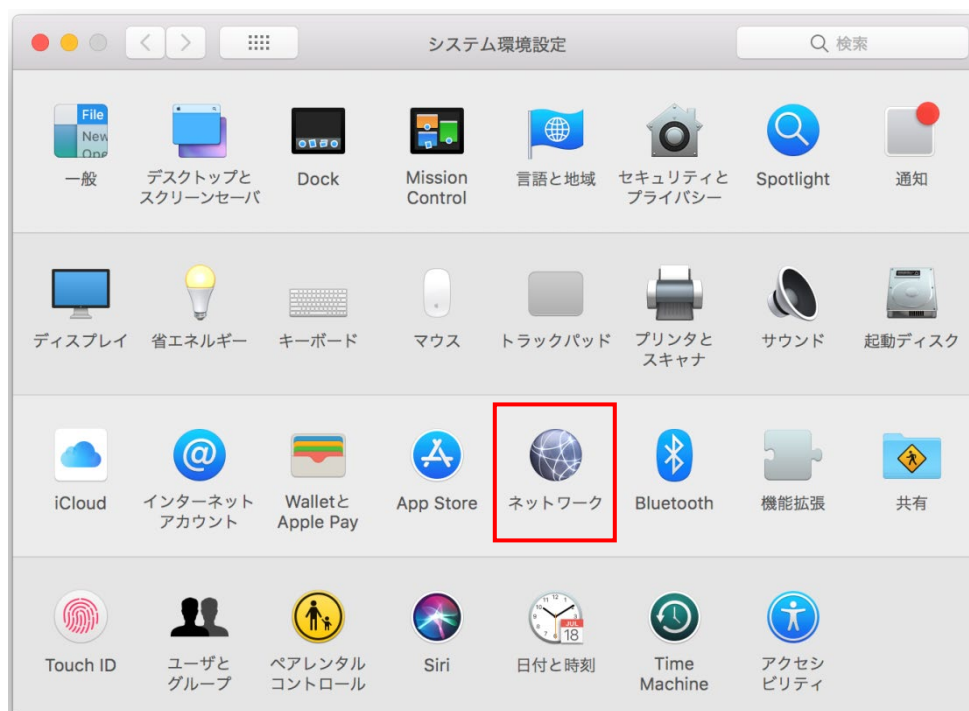 システム環境設定
検索
File
New
Ope
一般
デスクトップと
スクリーンセーバ
Dock
Mission
Control
言語と地域
セキュリティと
プライバシー
Spotlight
通知
ディスプレイ
省エネルギー
キーボード
マウス
トラックパッド
プリンタと
スキャナ
サウンド
起動ディスク
iCloud
インターネット
アカウント
Walletと
Apple Pay
App Store
ネットワーク
Bluetooth
機能拡張
共有
Touch ID
ユーザと
グループ
ペアレンタル
コントロール
Siri
JUL
18
日付と時刻
Time
Machine
アクセシ
ビリティ